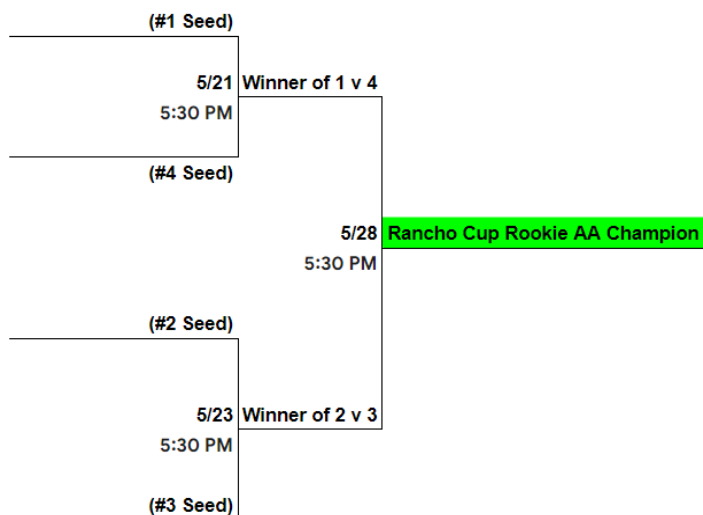 (#1 Seed)
5/21 Winner of 1 v 4
5:30 PM
(#4 Seed)
5/28 Rancho Cup Rookie AA Champion
5:30 PM
(#2 Seed)
5/23 Winner of 2 v 3
5:30 PM
(#3 Seed)